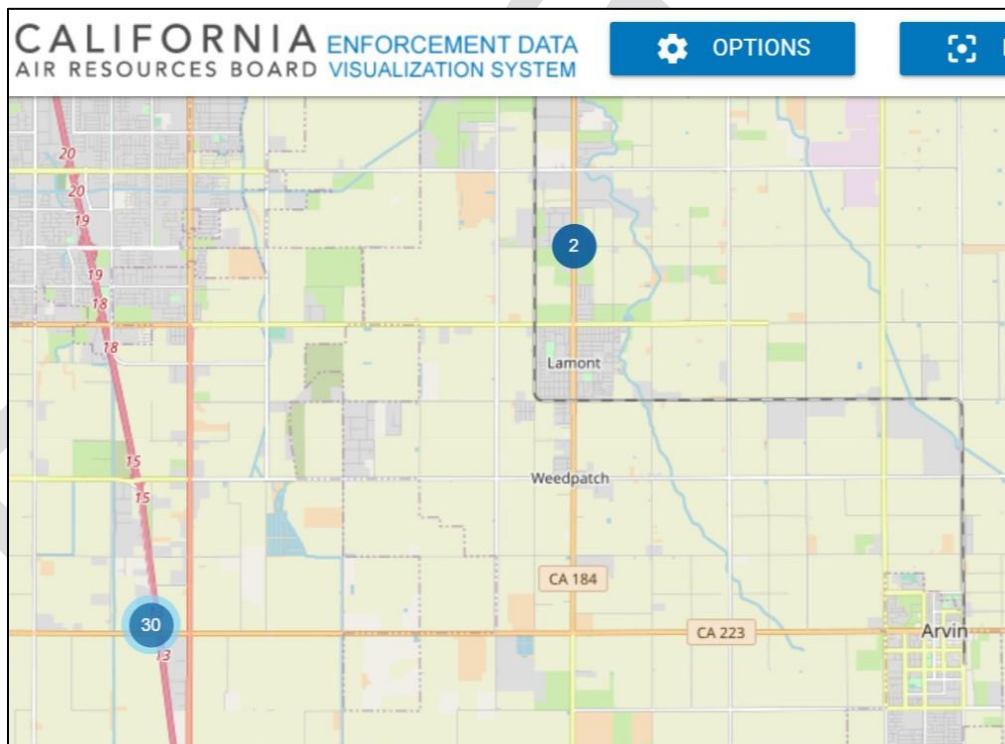 CALIFORNIA
AIR RESOURCES BOARD
ENFORCEMENT DATA
VISUALIZATION SYSTEM
OPTIONS
20
20
19
2
19
18
18
Lamont
15
Weedpatch
15
CA 184
30
CA 223
Arvin
13